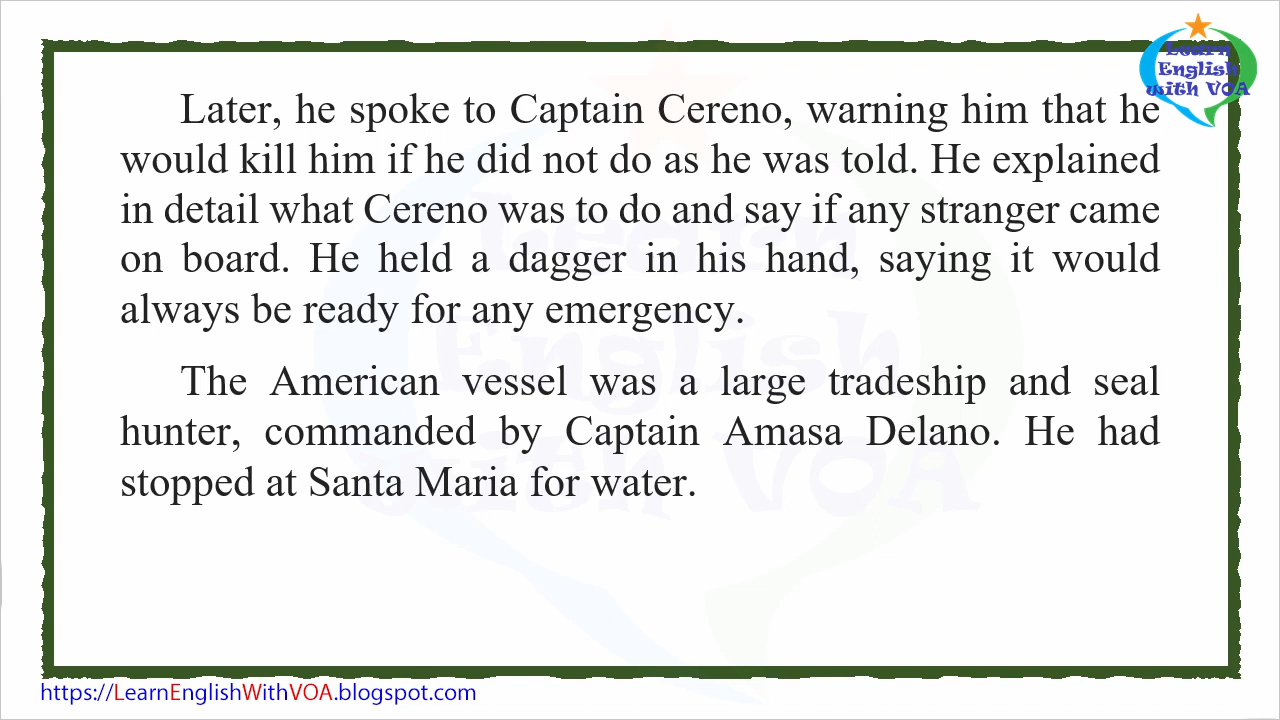 Learn
English
with VOA
Later, he spoke to Captain Cereno, warning him that he
would kill him if he did not do as he was told. He explained
in detail what Cereno was to do and say if any stranger came
on board. He held a dagger in his hand, saying it would
always be ready for any emergency.
The American vessel was a large tradeship and seal
hunter, commanded by Captain Amasa Delano. He had
stopped at Santa Maria for water.
Learn
English
with VOA
https://LearnEnglishWithVOA.blogspot.com